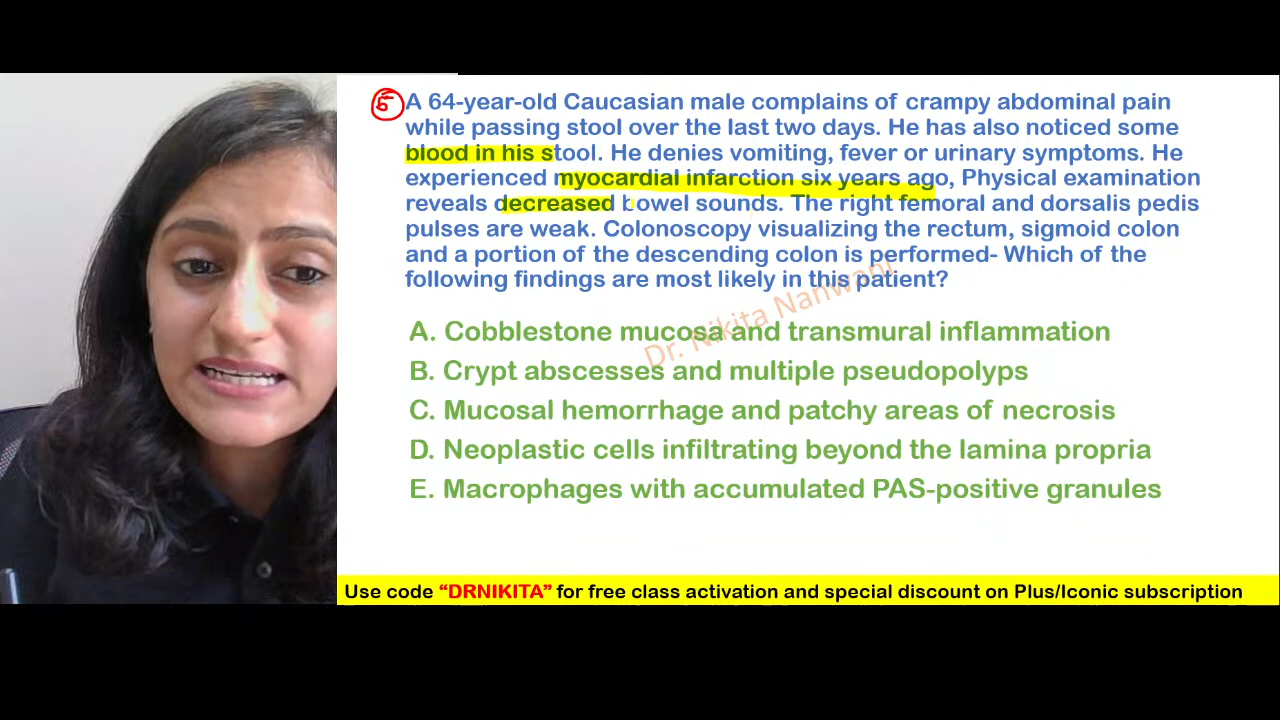 5
A 64-year-old Caucasian male complains of crampy abdominal pain
while passing stool over the last two days. He has also noticed some
blood in his stool. He denies vomiting, fever or urinary symptoms. He
experienced myocardial infarction six years ago, Physical examination
reveals decreased bowel sounds. The right femoral and dorsalis pedis
pulses are weak. Colonoscopy visualizing the rectum, sigmoid colon
and a portion of the descending colon is performed- Which of the
following findings are most likely in this patient?
Dr. Nikita Nanwani
A. Cobblestone mucosa and transmural inflammation
B. Crypt abscesses and multiple pseudopolyps
C. Mucosal hemorrhage and patchy areas of necrosis
D. Neoplastic cells infiltrating beyond the lamina propria
E. Macrophages with accumulated PAS-positive granules
Use code “DRNIKITA” for free class activation and special discount on Plus/Iconic subscription